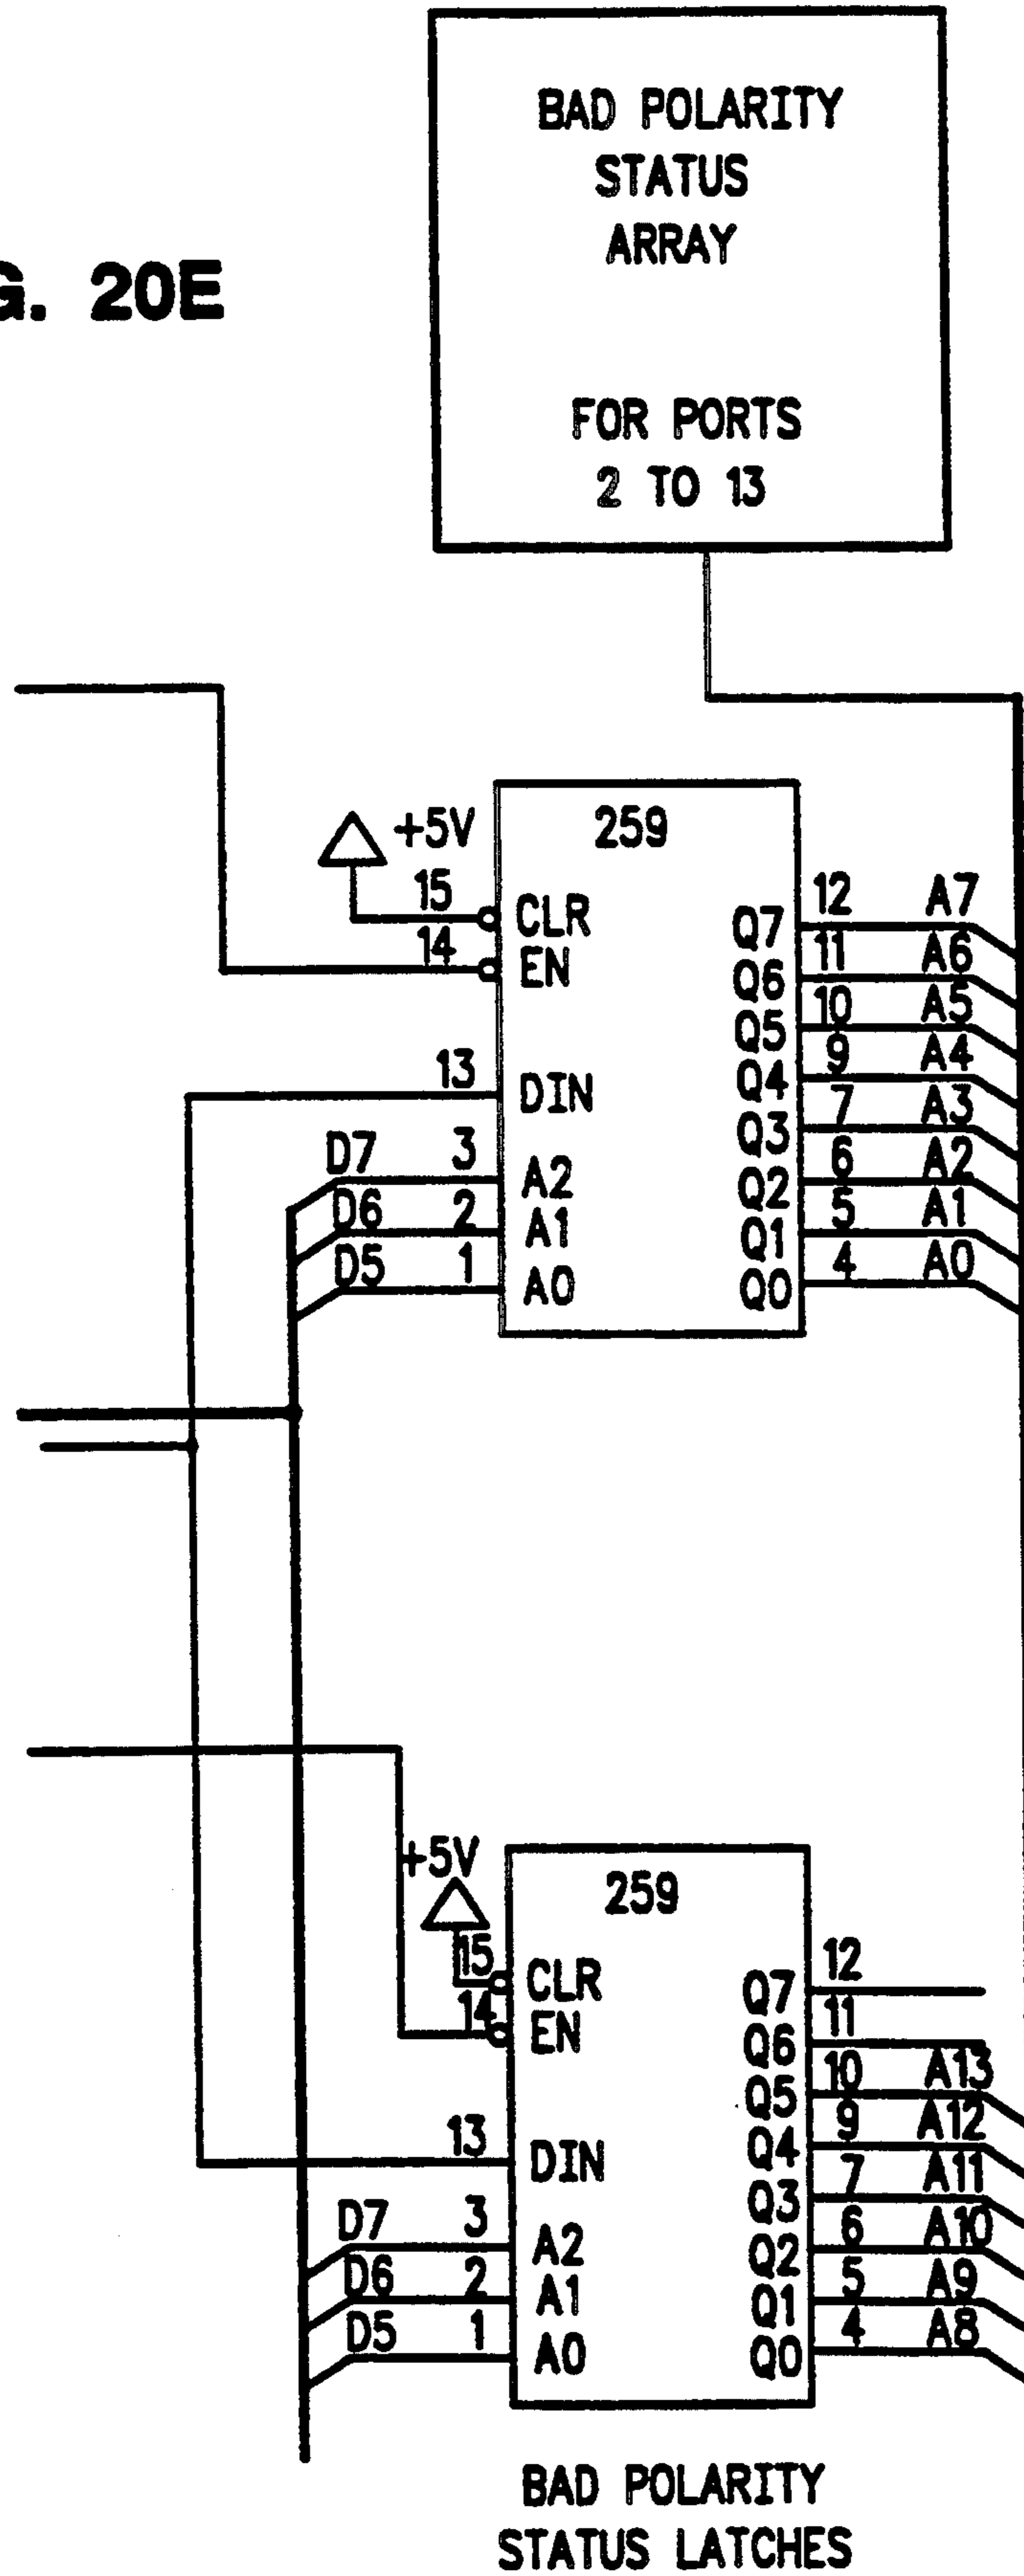 BAD POLARITY
STATUS
ARRAY
FOR PORTS
2 TO 13
G. 20E
+5V
259
15
CLR
14
EN
13
DIN
D7 3 A2
D6 2 A1
D5 1 A0
Q7 12 A7
Q6 11 A6
Q5 10 A5
Q4 9 A4
Q3 7 A3
Q2 6 A2
Q1 5 A1
Q0 4 A0
+5V
259
15
CLR
14
EN
13
DIN
D7 3 A2
D6 2 A1
D5 1 A0
Q7 12
Q6 11
Q5 10 A13
Q4 9 A12
Q3 7 A11
Q2 6 A10
Q1 5 A9
Q0 4 A8
BAD POLARITY
STATUS LATCHES